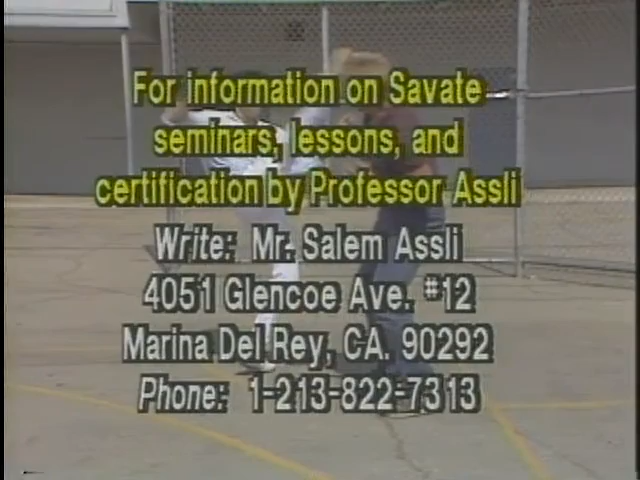 For information on Savate
seminars, lessons, and
certification by Professor Assli
Write: Mr. Salem Assli
4051 Glencoe Ave. #12
Marina Del Rey, CA. 90292
Phone: 1-213-822-7313